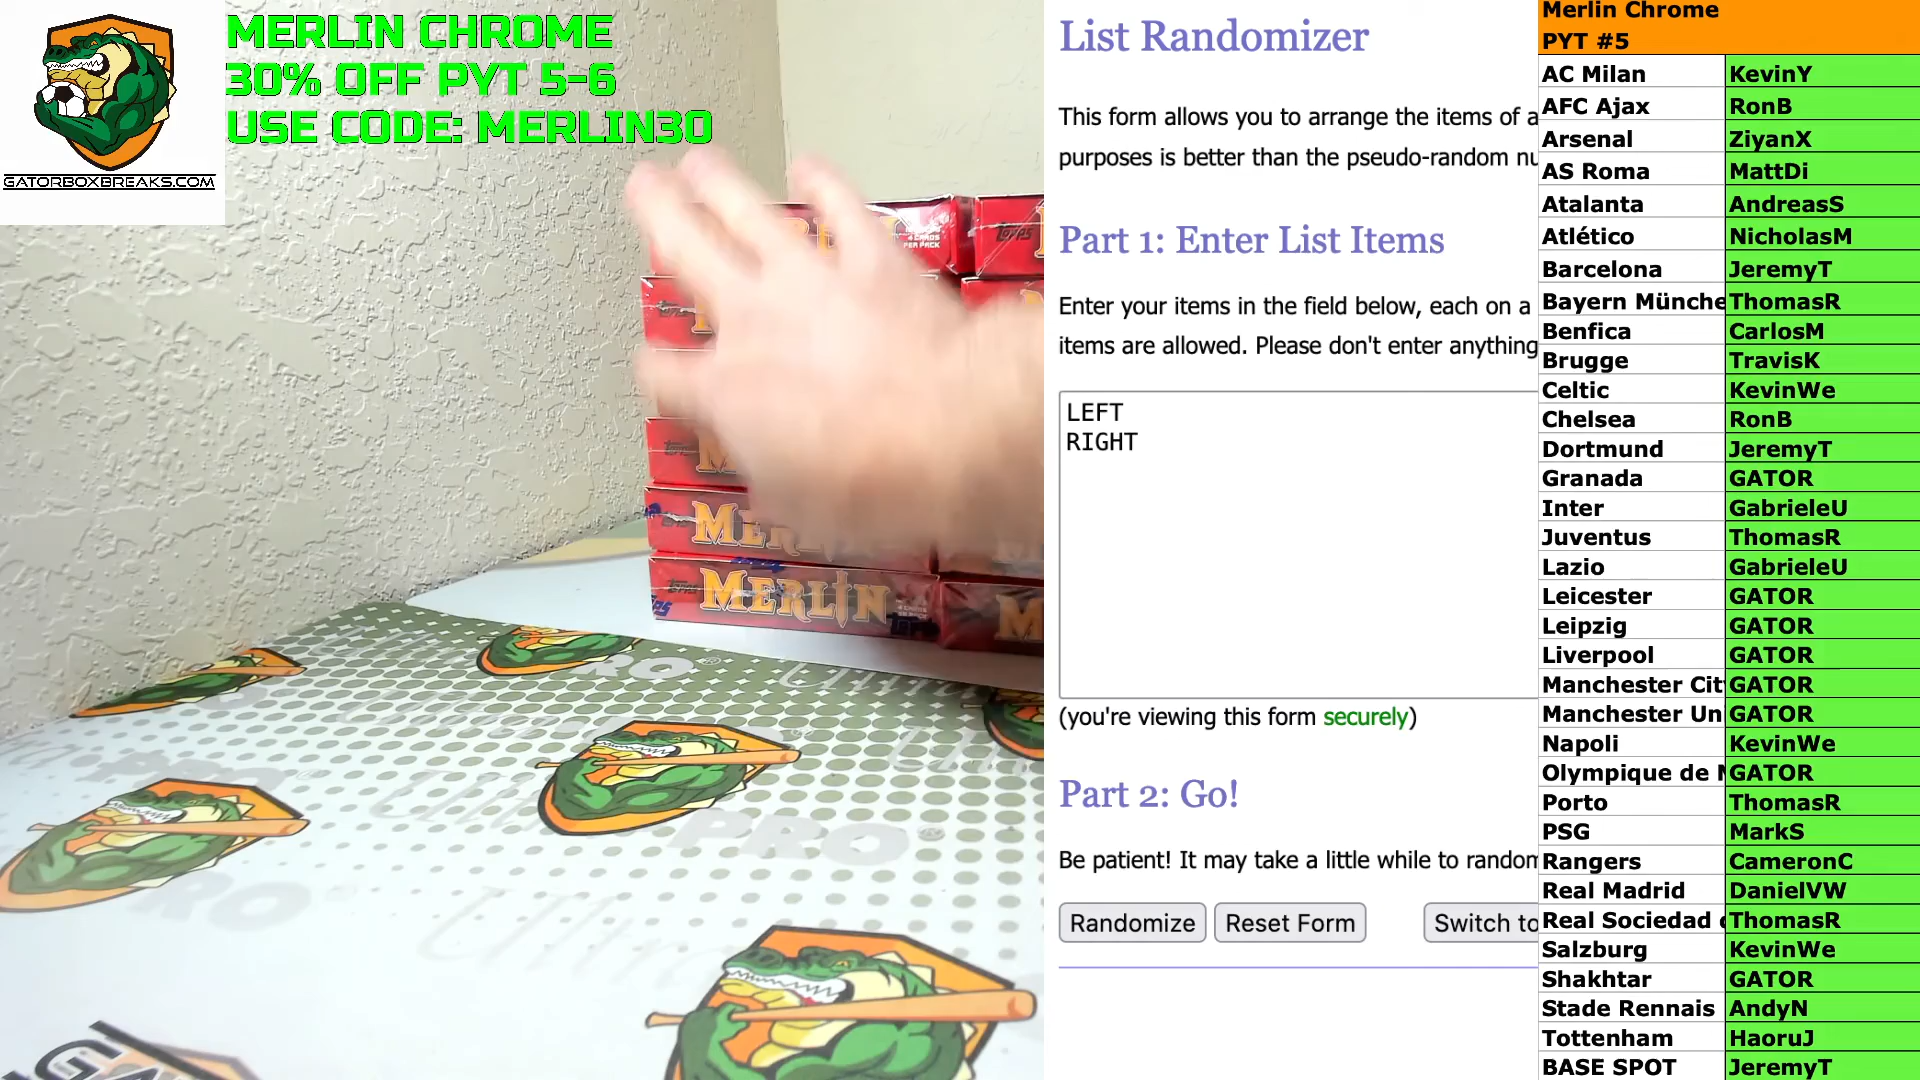 MERLIN CHROME
30% OFF PYT 5-6
USE CODE: MERLIN30
GATORBOXBREAKS.COM
4 CARDS
PER PACK
TOPPS
MERLIN
TOPPS
MERLIN
List Randomizer
This form allows you to arrange the items of a
purposes is better than the pseudo-random nu
Part 1: Enter List Items
Enter your items in the field below, each on a
items are allowed. Please don't enter anything
LEFT
RIGHT
(you're viewing this form securely)
Part 2: Go!
Be patient! It may take a little while to random
Randomize
Reset Form
Switch to
Merlin Chrome
PYT #5
AC Milan KevinY
AFC Ajax RonB
Arsenal ZiyanX
AS Roma MattDi
Atalanta AndreasS
Atlético NicholasM
Barcelona JeremyT
Bayern Münche ThomasR
Benfica CarlosM
Brugge TravisK
Celtic KevinWe
Chelsea RonB
Dortmund JeremyT
Granada GATOR
Inter GabrieleU
Juventus ThomasR
Lazio GabrieleU
Leicester GATOR
Leipzig GATOR
Liverpool GATOR
Manchester Cit GATOR
Manchester Un GATOR
Napoli KevinWe
Olympique de M GATOR
Porto ThomasR
PSG MarkS
Rangers CameronC
Real Madrid DanielVW
Real Sociedad d ThomasR
Salzburg KevinWe
Shakhtar GATOR
Stade Rennais AndyN
Tottenham HaoruJ
BASE SPOT JeremyT